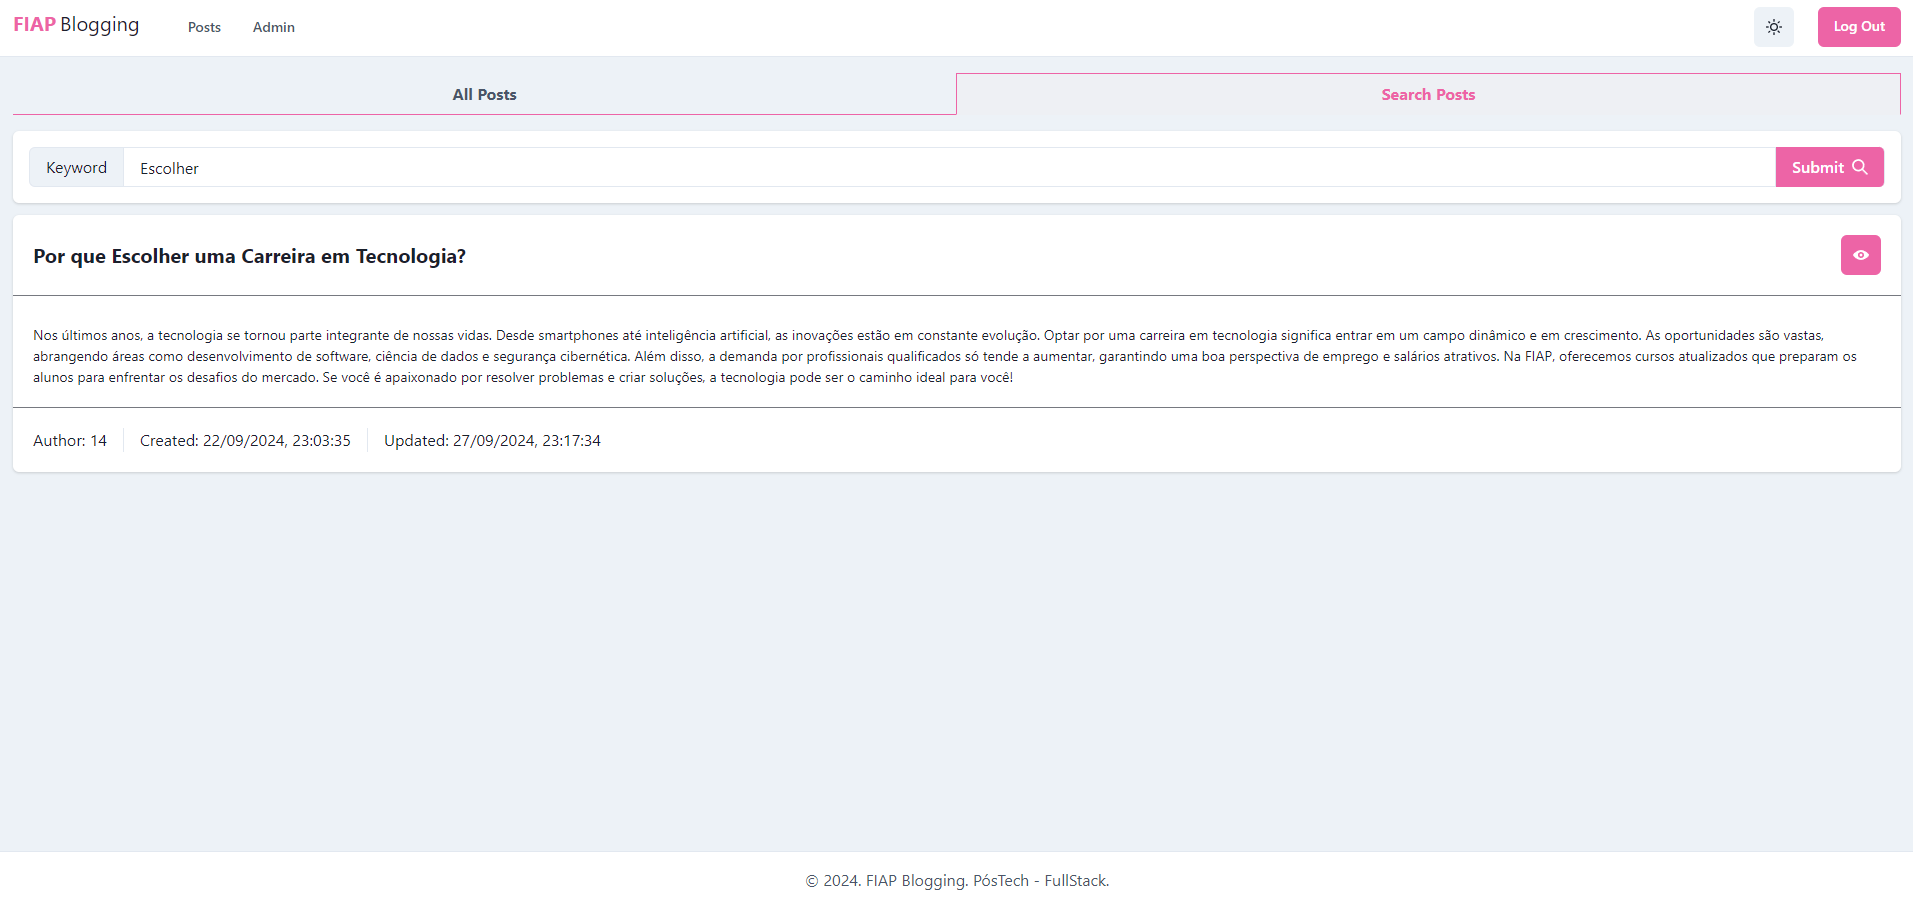 FIAP Blogging
Posts
Admin
Log Out
All Posts
Search Posts
Keyword
Escolher
Submit
Por que Escolher uma Carreira em Tecnologia?
Nos últimos anos, a tecnologia se tornou parte integrante de nossas vidas. Desde smartphones até inteligência artificial, as inovações estão em constante evolução. Optar por uma carreira em tecnologia significa entrar em um campo dinâmico e em crescimento. As oportunidades são vastas,
abrangendo áreas como desenvolvimento de software, ciência de dados e segurança cibernética. Além disso, a demanda por profissionais qualificados só tende a aumentar, garantindo uma boa perspectiva de emprego e salários atrativos. Na FIAP, oferecemos cursos atualizados que preparam os
alunos para enfrentar os desafios do mercado. Se você é apaixonado por resolver problemas e criar soluções, a tecnologia pode ser o caminho ideal para você!
Author: 14
Created: 22/09/2024, 23:03:35
Updated: 27/09/2024, 23:17:34
© 2024. FIAP Blogging. PósTech - FullStack.